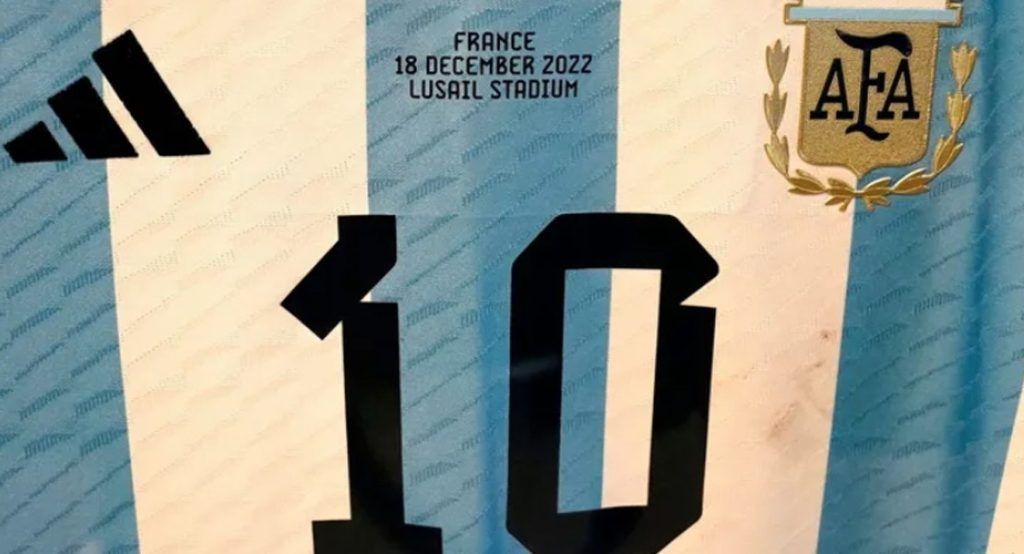 FRANCE
18 DECEMBER 2022
LUSAIL STADIUM
AFA
10